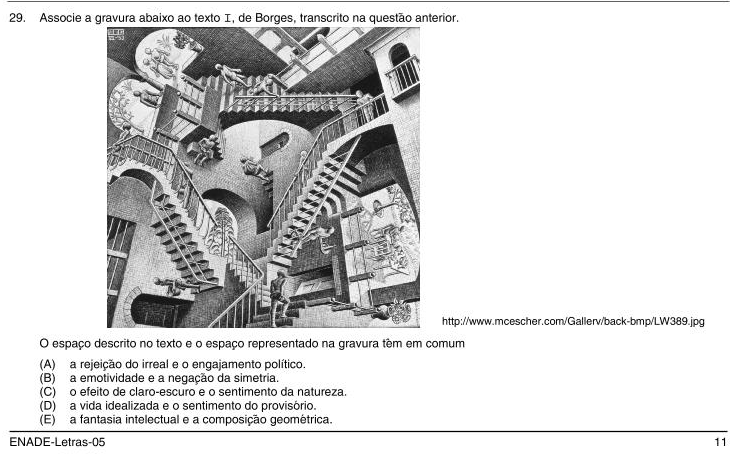 29. Associe a gravura abaixo ao texto I, de Borges, transcrito na questão anterior.
http://www.mcescher.com/Gallerv/back-bmp/LW389.jpg
O espaço descrito no texto e o espaço representado na gravura têm em comum
(A) a rejeição do irreal e o engajamento político.
(B) a emotividade e a negação da simetria.
(C) o efeito de claro-escuro e o sentimento da natureza.
(D) a vida idealizada e o sentimento do provisório.
(E) a fantasia intelectual e a composição geométrica.
ENADE-Letras-05 11